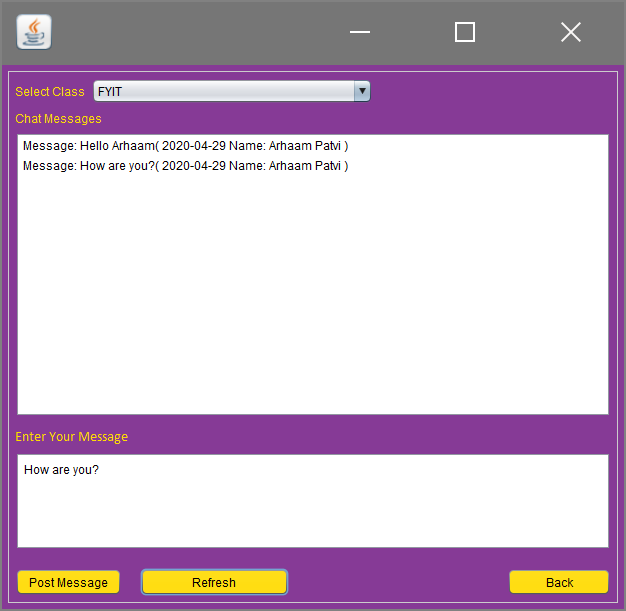 Select Class FYIT
Chat Messages
Message: Hello Arhaam( 2020-04-29 Name: Arhaam Patvi )
Message: How are you?( 2020-04-29 Name: Arhaam Patvi )
Enter Your Message
How are you?
Post Message Refresh Back